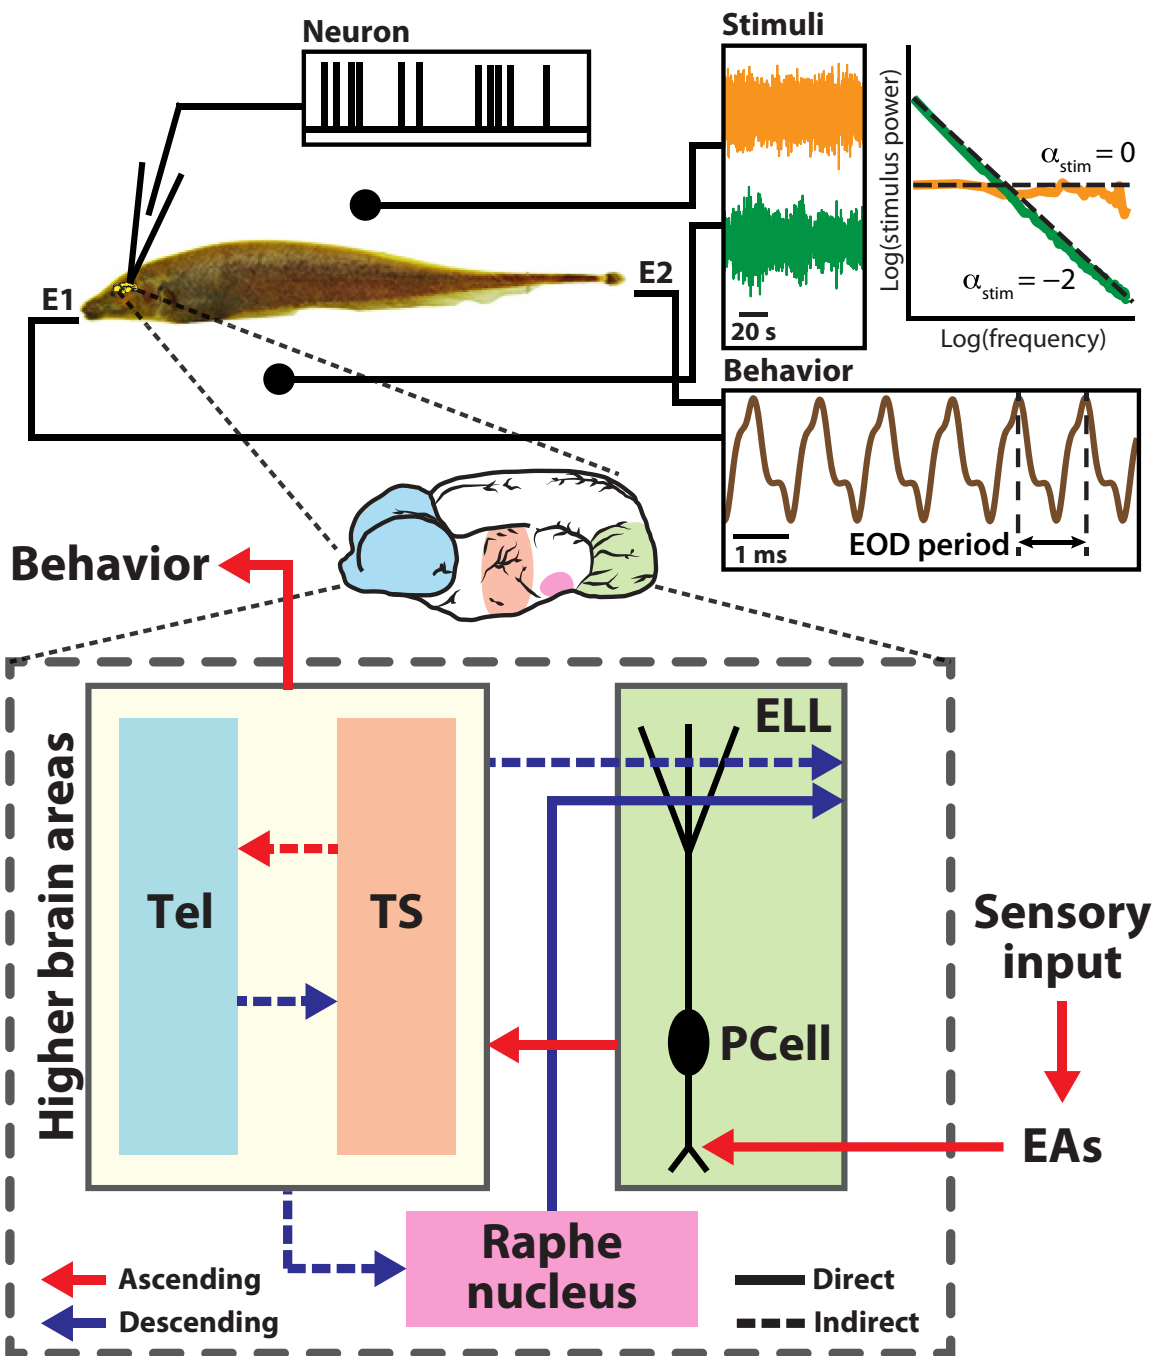 Neuron
Stimuli
Log(stimulus power)
α_stim = 0
α_stim = −2
20 s
Log(frequency)
E1
E2
Behavior
1 ms
EOD period
Behavior
Higher brain areas
Tel
TS
ELL
PCell
Sensory
input
EAs
Raphe
nucleus
Ascending
Descending
Direct
Indirect